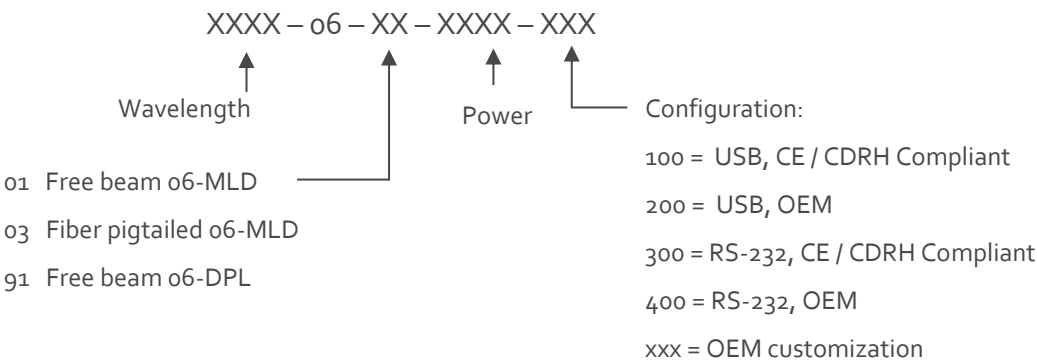 XXXX – 06 – XX – XXXX – XXX
Wavelength
Power
01 Free beam 06-MLD
03 Fiber pigtailed 06-MLD
91 Free beam 06-DPL
Configuration:
100 = USB, CE / CDRH Compliant
200 = USB, OEM
300 = RS-232, CE / CDRH Compliant
400 = RS-232, OEM
xxx = OEM customization